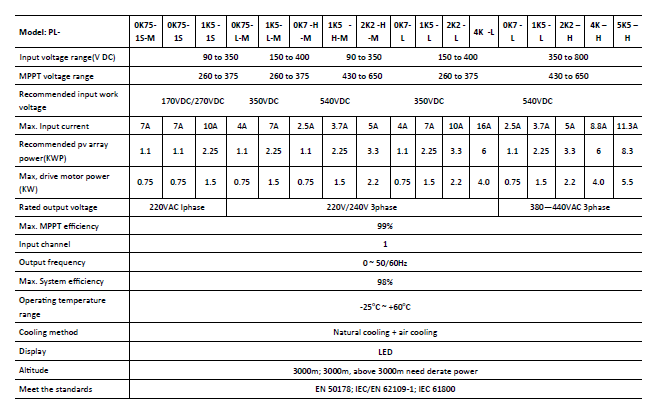 Model: PL- 0K75-1S-M 0K75-1S 1K5 -1S 0K75-L-M 1K5-L-M 0K7 -H-M 1K5 -H-M 2K2 -H-M 0K7-L 1K5 -L 2K2 -L 4K -L 0K7 -L 1K5 -L 2K2 – H 4K – H 5K5 – H
Input voltage range(V DC) 90 to 350 150 to 400 90 to 350 150 to 400 350 to 800
MPPT voltage range 260 to 375 260 to 375 430 to 650 260 to 375 430 to 650
Recommended input work
voltage 170VDC/270VDC 350VDC 540VDC 350VDC 540VDC
Max. Input current 7A 7A 10A 4A 7A 2.5A 3.7A 5A 4A 7A 10A 16A 2.5A 3.7A 5A 8.8A 11.3A
Recommended pv array
power(KWP) 1.1 1.1 2.25 1.1 2.25 1.1 2.25 3.3 1.1 2.25 3.3 6 1.1 2.25 3.3 6 8.3
Max, drive motor power
(KW) 0.75 0.75 1.5 0.75 1.5 0.75 1.5 2.2 0.75 1.5 2.2 4.0 0.75 1.5 2.2 4.0 5.5
Rated output voltage 220VAC lphase 220V/240V 3phase 380—440VAC 3phase
Max. MPPT efficiency 99%
Input channel 1
Output frequency 0 ~ 50/60Hz
Max. System efficiency 98%
Operating temperature
range -25°C ~ +60°C
Cooling method Natural cooling + air cooling
Display LED
Altitude 3000m; 3000m, above 3000m need derate power
Meet the standards EN 50178; IEC/EN 62109-1; IEC 61800